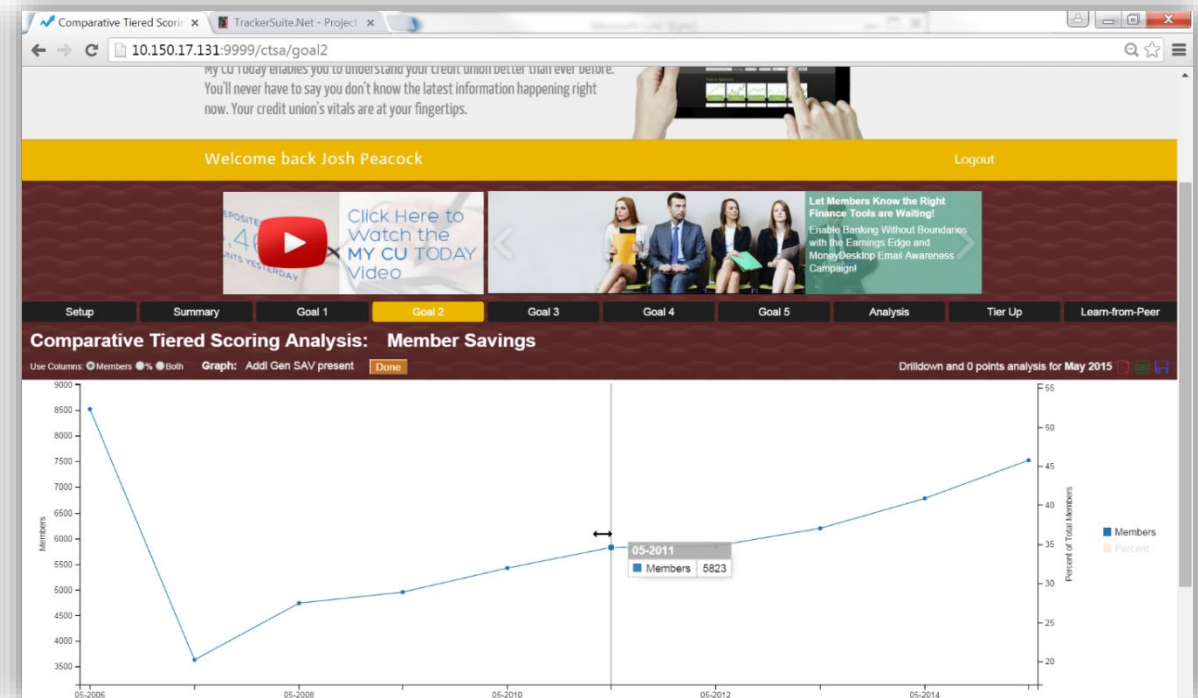 Comparative Tiered Scorin
TrackerSuite.Net - Project
10.150.17.131:9999/ctsa/goal2
My CU Today enables you to understand your credit union better than ever before.
You'll never have to say you don't know the latest information happening right
now. Your credit union's vitals are at your fingertips.
Welcome back Josh Peacock
Logout
Click Here to
Watch the
MY CU TODAY
Video
Let Members Know the Right
Finance Tools are Waiting!
Enable Banking Without Boundaries
with the Earnings Edge and
MoneyDesktop Email Awareness
Campaign!
Setup Summary Goal 1 Goal 2 Goal 3 Goal 4 Goal 5 Analysis Tier Up Learn-from-Peer
Comparative Tiered Scoring Analysis: Member Savings
Use Columns: Members % Both Graph: Addl Gen SAV present Done
Drilldown and 0 points analysis for May 2015
9000
8500
8000
7500
7000
6500
6000
5500
5000
4500
4000
3500
Members
05-2011
Members 5823
55
50
45
40
35
30
25
20
Percent of Total Members
Members
Percent
05-2006 05-2008 05-2010 05-2012 05-2014